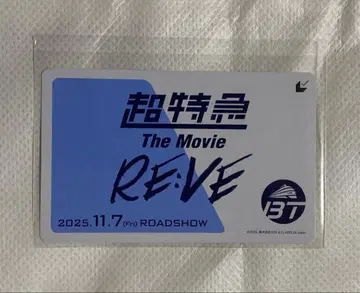 超特急
The Movie
RE:VE
2025.11.7(Fri) ROADSHOW
BT